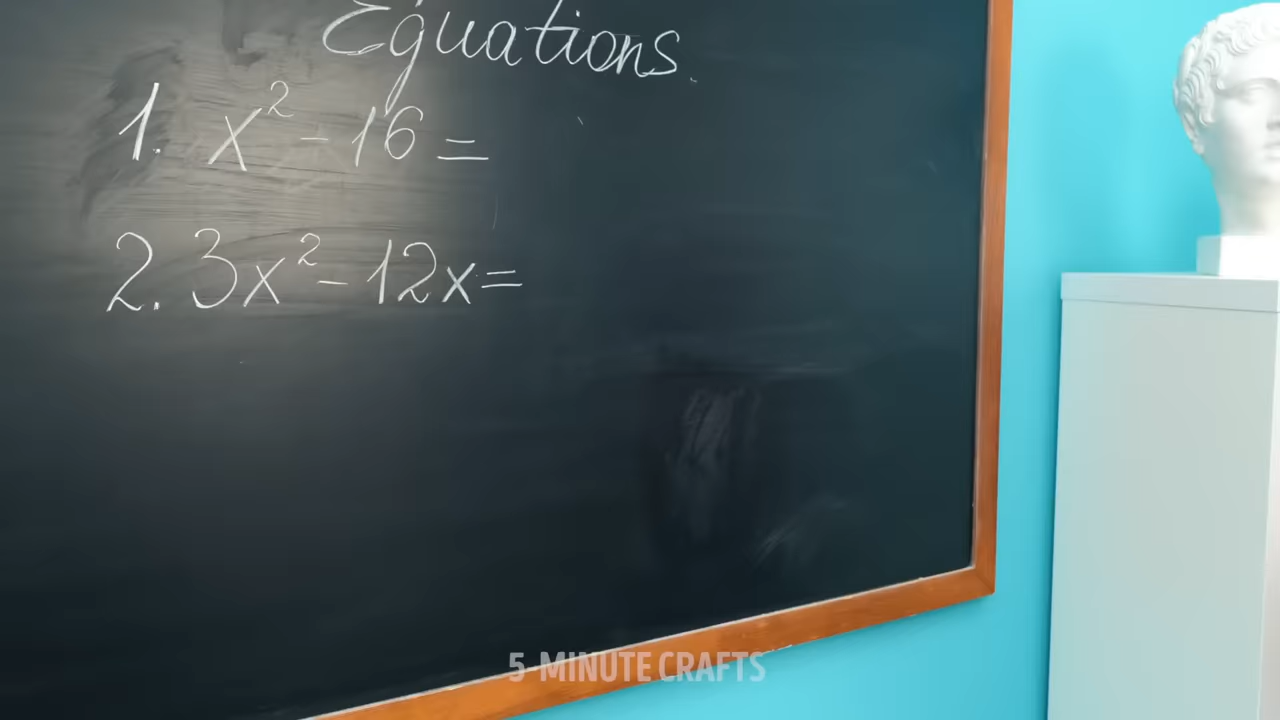 Equations.
1. x² - 16 =
2. 3x² - 12x =
5-MINUTE CRAFTS